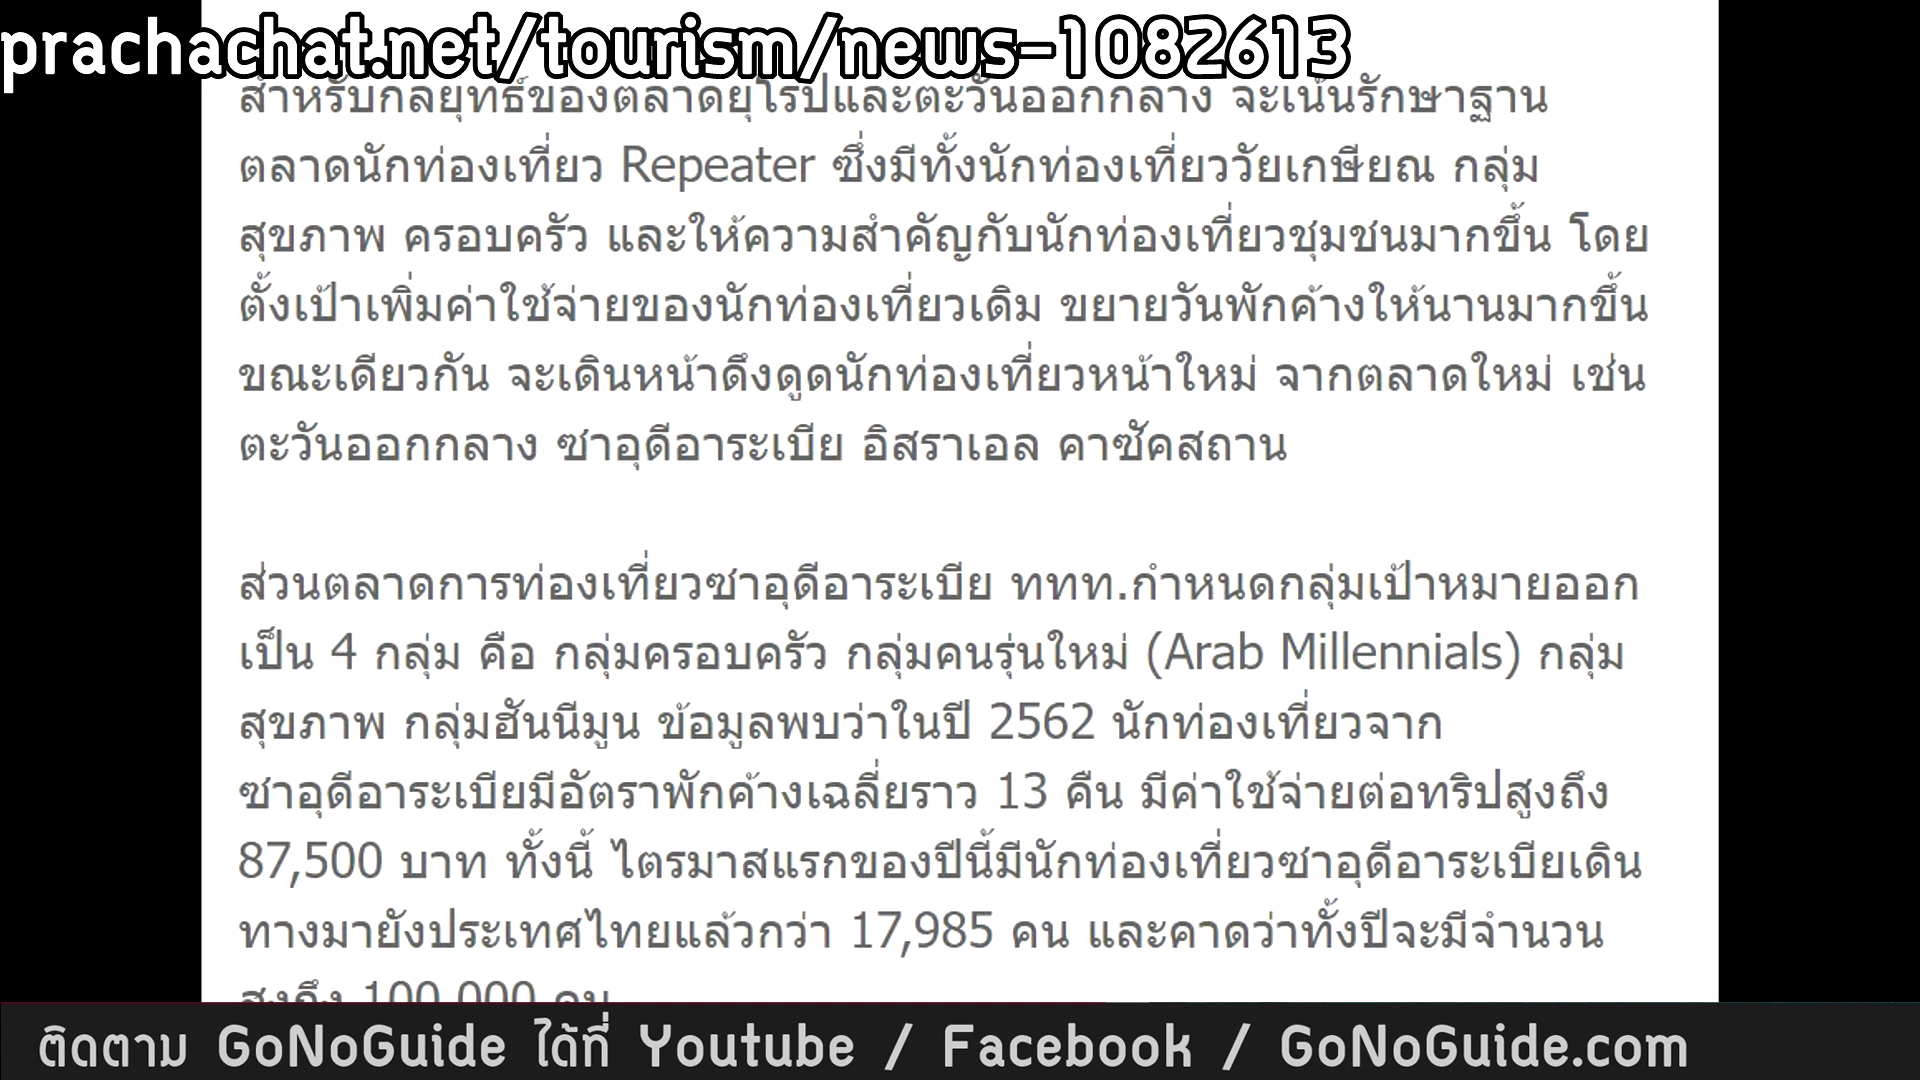 prachachat.net/tourism/news-1082613
สำหรับกลยุทธ์ของตลาดยุโรปและตะวันออกกลาง จะเน้นรักษาฐาน
ตลาดนักท่องเที่ยว Repeater ซึ่งมีทั้งนักท่องเที่ยววัยเกษียณ กลุ่ม
สุขภาพ ครอบครัว และให้ความสำคัญกับนักท่องเที่ยวชุมชนมากขึ้น โดย
ตั้งเป้าเพิ่มค่าใช้จ่ายของนักท่องเที่ยวเดิม ขยายวันพักค้างให้นานมากขึ้น
ขณะเดียวกัน จะเดินหน้าดึงดูดนักท่องเที่ยวหน้าใหม่ จากตลาดใหม่ เช่น
ตะวันออกกลาง ซาอุดีอาระเบีย อิสราเอล คาซัคสถาน
ส่วนตลาดการท่องเที่ยวซาอุดีอาระเบีย ททท.กำหนดกลุ่มเป้าหมายออก
เป็น 4 กลุ่ม คือ กลุ่มครอบครัว กลุ่มคนรุ่นใหม่ (Arab Millennials) กลุ่ม
สุขภาพ กลุ่มฮันนีมูน ข้อมูลพบว่าในปี 2562 นักท่องเที่ยวจาก
ซาอุดีอาระเบียมีอัตราพักค้างเฉลี่ยราว 13 คืน มีค่าใช้จ่ายต่อทริปสูงถึง
87,500 บาท ทั้งนี้ ไตรมาสแรกของปีนี้มีนักท่องเที่ยวซาอุดีอาระเบียเดิน
ทางมายังประเทศไทยแล้วกว่า 17,985 คน และคาดว่าทั้งปีจะมีจำนวน
สูงถึง 100,000 คน
ติดตาม GoNoGuide ได้ที่ Youtube / Facebook / GoNoGuide.com